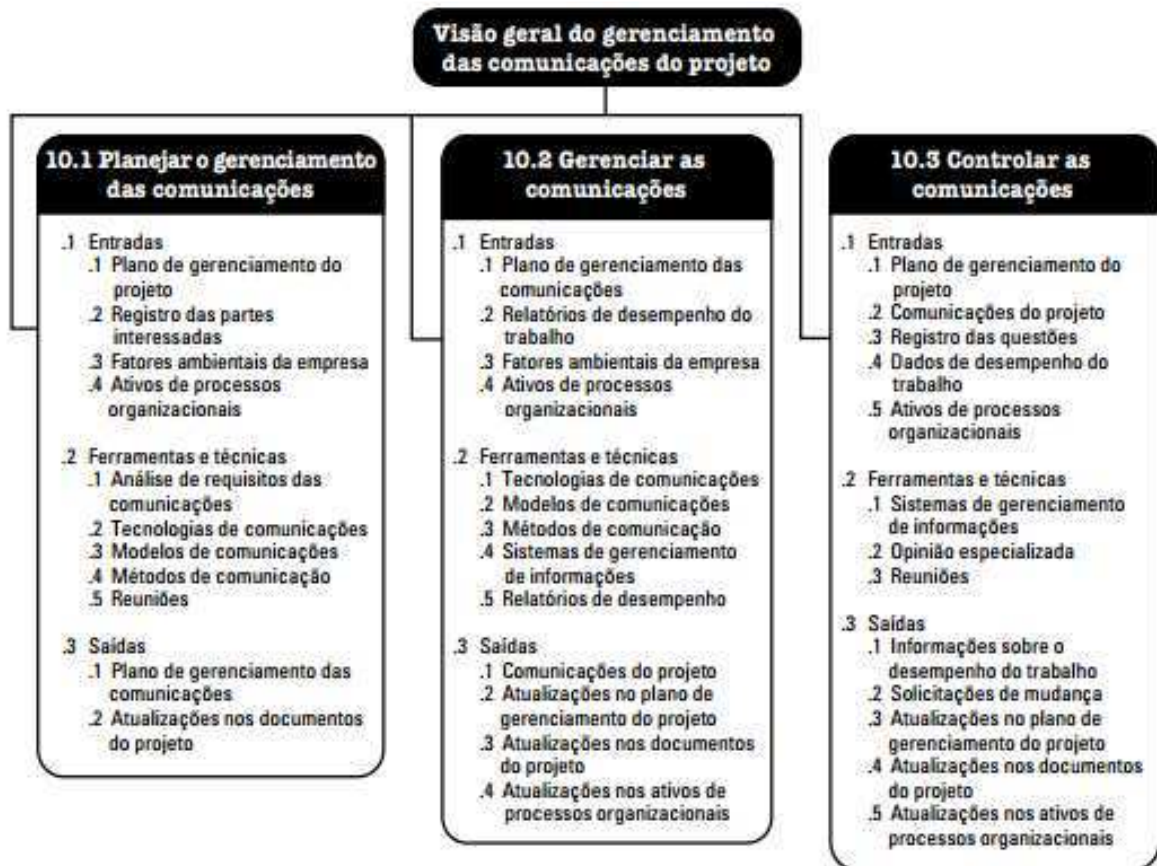 Visão geral do gerenciamento
das comunicações do projeto
10.1 Planejar o gerenciamento
das comunicações
.1 Entradas
.1 Plano de gerenciamento do
projeto
.2 Registro das partes
interessadas
.3 Fatores ambientais da empresa
.4 Ativos de processos
organizacionais
.2 Ferramentas e técnicas
.1 Análise de requisitos das
comunicações
.2 Tecnologias de comunicações
.3 Modelos de comunicações
.4 Métodos de comunicação
.5 Reuniões
.3 Saídas
.1 Plano de gerenciamento das
comunicações
.2 Atualizações nos documentos
do projeto
10.2 Gerenciar as
comunicações
.1 Entradas
.1 Plano de gerenciamento das
comunicações
.2 Relatórios de desempenho do
trabalho
.3 Fatores ambientais da empresa
.4 Ativos de processos
organizacionais
.2 Ferramentas e técnicas
.1 Tecnologias de comunicações
.2 Modelos de comunicações
.3 Métodos de comunicação
.4 Sistemas de gerenciamento
de informações
.5 Relatórios de desempenho
.3 Saídas
.1 Comunicações do projeto
.2 Atualizações no plano de
gerenciamento do projeto
.3 Atualizações nos documentos
do projeto
.4 Atualizações nos ativos de
processos organizacionais
10.3 Controlar as
comunicações
.1 Entradas
.1 Plano de gerenciamento do
projeto
.2 Comunicações do projeto
.3 Registro das questões
.4 Dados de desempenho do
trabalho
.5 Ativos de processos
organizacionais
.2 Ferramentas e técnicas
.1 Sistemas de gerenciamento
de informações
.2 Opinião especializada
.3 Reuniões
.3 Saídas
.1 Informações sobre o
desempenho do trabalho
.2 Solicitações de mudança
.3 Atualizações no plano de
gerenciamento do projeto
.4 Atualizações nos documentos
do projeto
.5 Atualizações nos ativos de
processos organizacionais